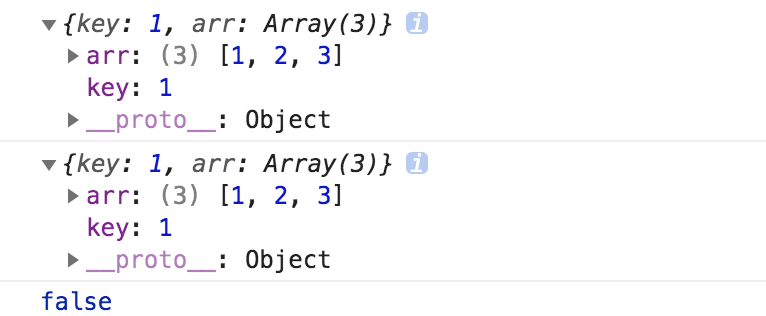 ▼{key: 1, arr: Array(3)} i
▶arr: (3) [1, 2, 3]
key: 1
▶__proto__: Object
▼{key: 1, arr: Array(3)} i
▶arr: (3) [1, 2, 3]
key: 1
▶__proto__: Object
false